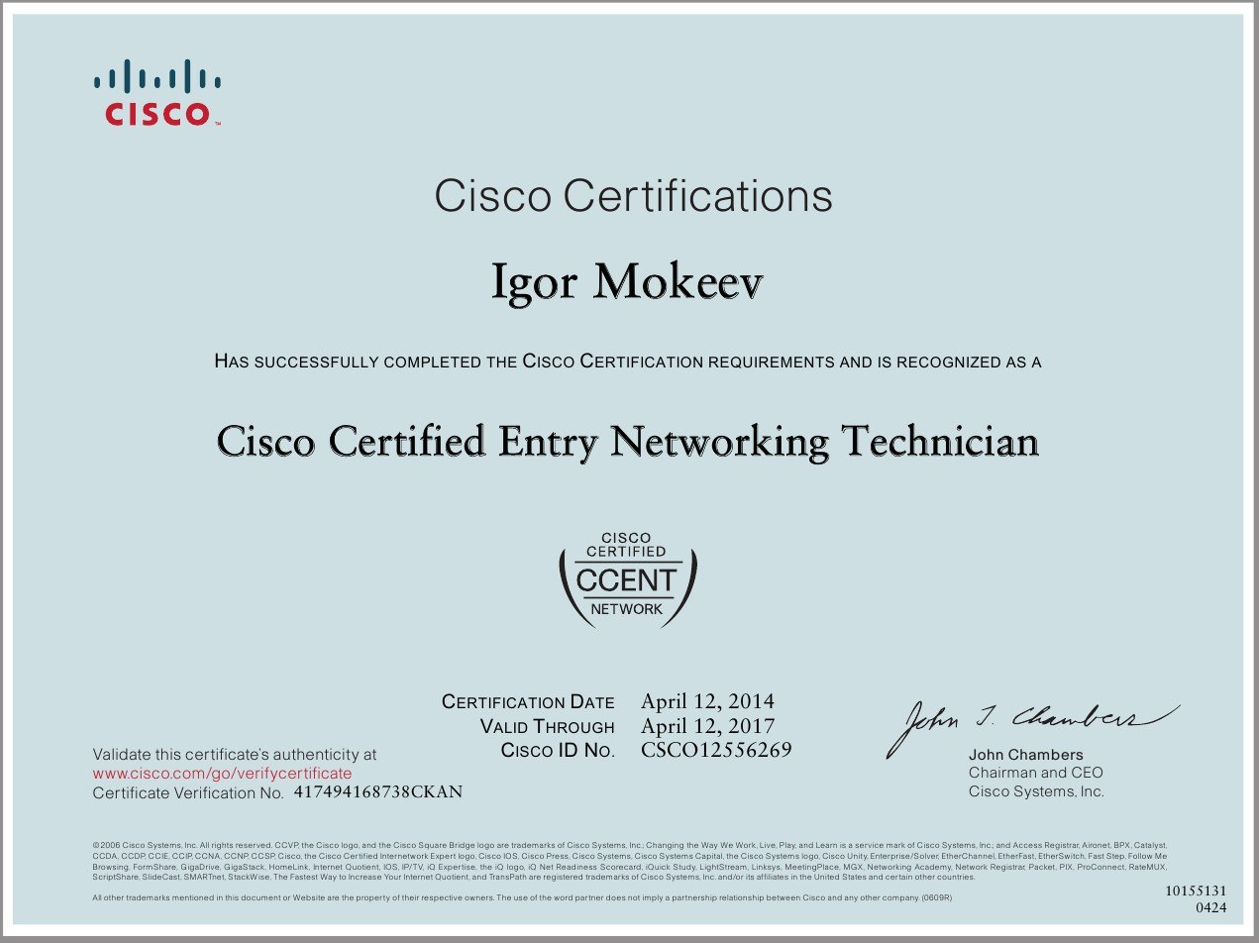 CISCO™
Cisco Certifications
Igor Mokeev
HAS SUCCESSFULLY COMPLETED THE CISCO CERTIFICATION REQUIREMENTS AND IS RECOGNIZED AS A
Cisco Certified Entry Networking Technician
CISCO
CERTIFIED
CCENT
NETWORK
CERTIFICATION DATE April 12, 2014
VALID THROUGH April 12, 2017
CISCO ID NO. CSCO12556269
John T. Chambers
John Chambers
Chairman and CEO
Cisco Systems, Inc.
Validate this certificate's authenticity at
www.cisco.com/go/verifycertificate
Certificate Verification No. 417494168738CKAN
©2006 Cisco Systems, Inc. All rights reserved. CCVP, the Cisco logo, and the Cisco Square Bridge logo are trademarks of Cisco Systems, Inc.; Changing the Way We Work, Live, Play, and Learn is a service mark of Cisco Systems, Inc.; and Access Registrar, Aironet, BPX, Catalyst,
CCDA, CCDP, CCIE, CCIP, CCNA, CCNP, CCSP, Cisco, the Cisco Certified Internetwork Expert logo, Cisco IOS, Cisco Press, Cisco Systems, Cisco Systems Capital, the Cisco Systems logo, Cisco Unity, Enterprise/Solver, EtherChannel, EtherFast, EtherSwitch, Fast Step, Follow Me
Browsing, FormShare, GigaDrive, GigaStack, HomeLink, Internet Quotient, IOS, IP/TV, iQ Expertise, the iQ logo, iQ Net Readiness Scorecard, iQuick Study, LightStream, Linksys, MeetingPlace, MGX, Networking Academy, Network Registrar, Packet, PIX, ProConnect, RateMUX,
ScriptShare, SlideCast, SMARTnet, StackWise, The Fastest Way to Increase Your Internet Quotient, and TransPath are registered trademarks of Cisco Systems, Inc. and/or its affiliates in the United States and certain other countries.
All other trademarks mentioned in this document or Website are the property of their respective owners. The use of the word partner does not imply a partnership relationship between Cisco and any other company. (0609R)
10155131
0424